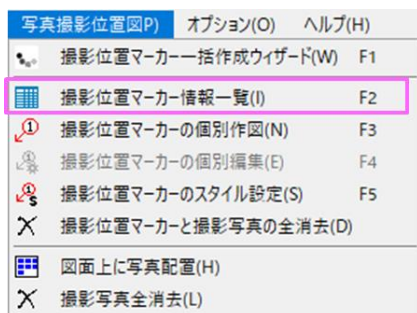 写真撮影位置図P) オプション(O) ヘルプ(H)
撮影位置マーカー一括作成ウィザード(W) F1
撮影位置マーカー情報一覧(I) F2
撮影位置マーカーの個別作図(N) F3
撮影位置マーカーの個別編集(E) F4
撮影位置マーカーのスタイル設定(S) F5
撮影位置マーカーと撮影写真の全消去(D)
図面上に写真配置(H)
撮影写真全消去(L)